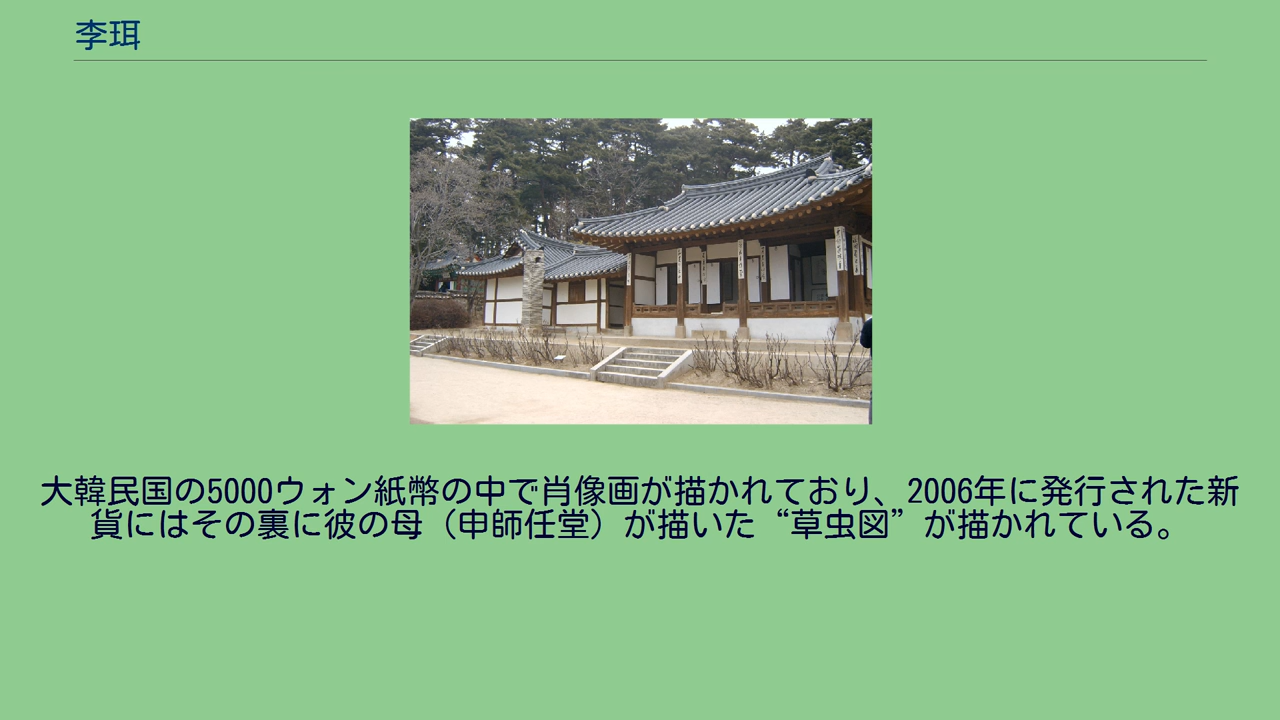 李珥
大韓民国の5000ウォン紙幣の中で肖像画が描かれており、2006年に発行された新
貨にはその裏に彼の母（申師任堂）が描いた“草虫図”が描かれている。